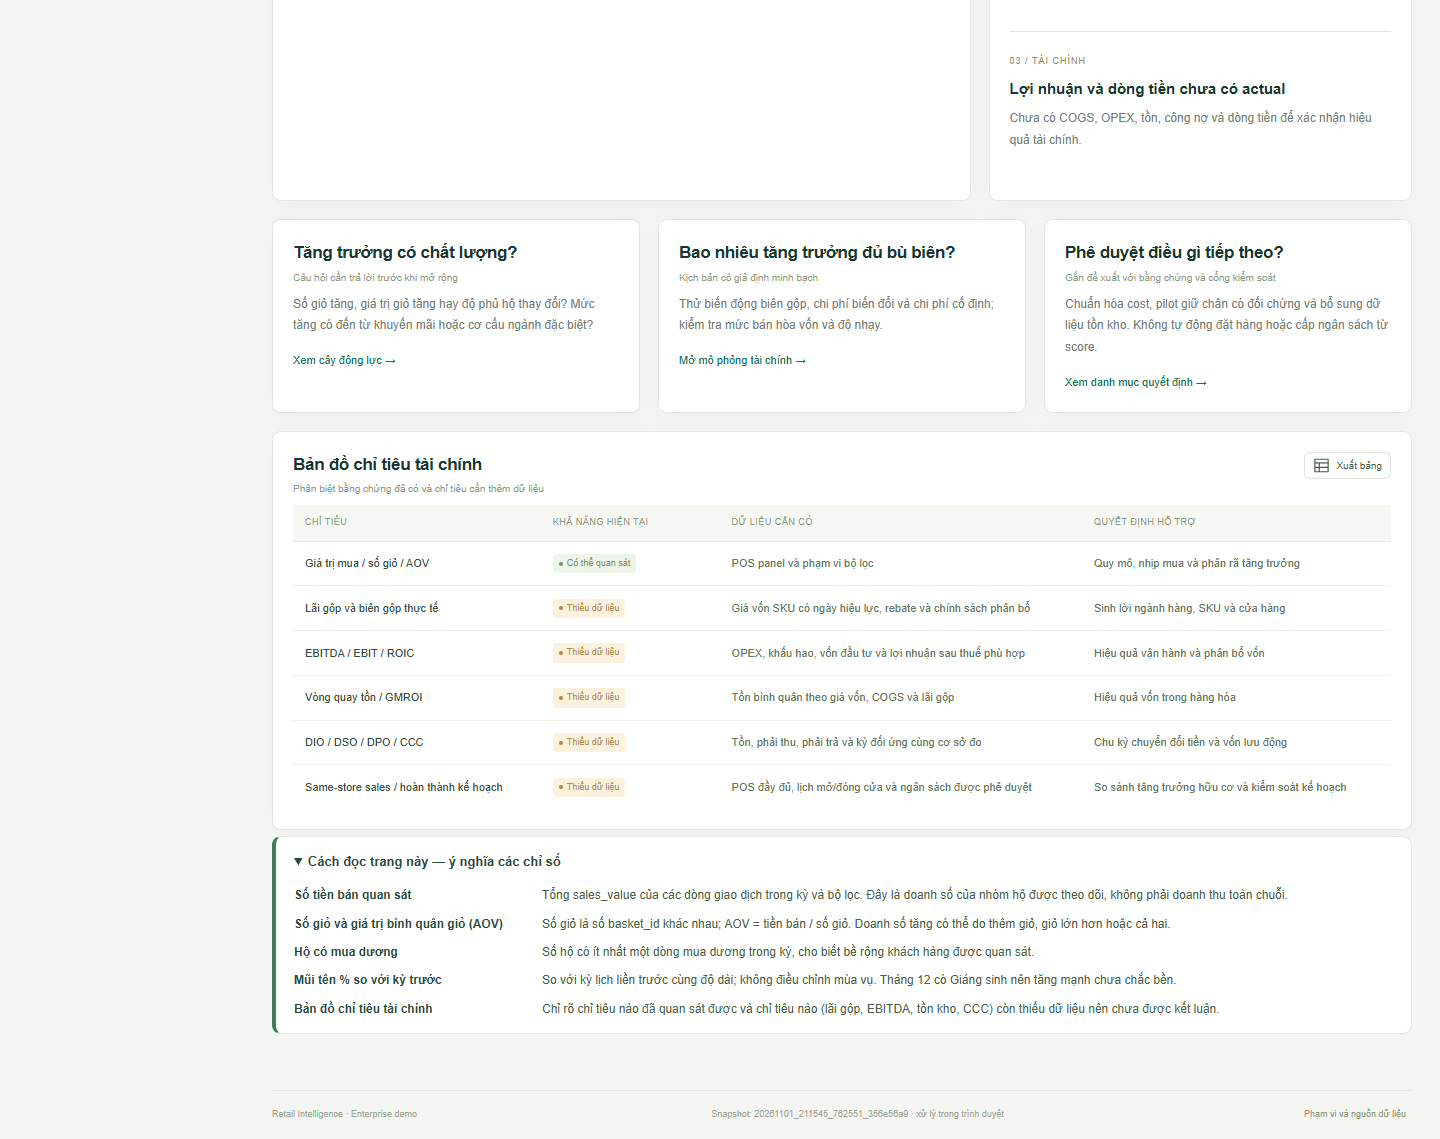 03 / TÀI CHÍNH
Lợi nhuận và dòng tiền chưa có actual
Chưa có COGS, OPEX, tồn, công nợ và dòng tiền để xác nhận hiệu
quả tài chính.
Tăng trưởng có chất lượng?
Câu hỏi cần trả lời trước khi mở rộng
Số giỏ tăng, giá trị giỏ tăng hay độ phủ hộ thay đổi? Mức
tăng có đến từ khuyến mãi hoặc cơ cấu ngành đặc biệt?
Xem cây động lực →
Bao nhiêu tăng trưởng đủ bù biên?
Kịch bản có giả định minh bạch
Thử biến động biên gộp, chi phí biến đổi và chi phí cố định;
kiểm tra mức bán hòa vốn và độ nhạy.
Mở mô phỏng tài chính →
Phê duyệt điều gì tiếp theo?
Gắn đề xuất với bằng chứng và cổng kiểm soát
Chuẩn hóa cost, pilot giữ chân có đối chứng và bổ sung dữ
liệu tồn kho. Không tự động đặt hàng hoặc cấp ngân sách từ
score.
Xem danh mục quyết định →
Bản đồ chỉ tiêu tài chính
Phân biệt bằng chứng đã có và chỉ tiêu cần thêm dữ liệu
Xuất bảng
CHỈ TIÊU KHẢ NĂNG HIỆN TẠI DỮ LIỆU CẦN CÓ QUYẾT ĐỊNH HỖ TRỢ
Giá trị mua / số giỏ / AOV Có thể quan sát POS panel và phạm vi bộ lọc Quy mô, nhịp mua và phân rã tăng trưởng
Lãi gộp và biên gộp thực tế Thiếu dữ liệu Giá vốn SKU có ngày hiệu lực, rebate và chính sách phân bổ Sinh lời ngành hàng, SKU và cửa hàng
EBITDA / EBIT / ROIC Thiếu dữ liệu OPEX, khấu hao, vốn đầu tư và lợi nhuận sau thuế phù hợp Hiệu quả vận hành và phân bổ vốn
Vòng quay tồn / GMROI Thiếu dữ liệu Tồn bình quân theo giá vốn, COGS và lãi gộp Hiệu quả vốn trong hàng hóa
DIO / DSO / DPO / CCC Thiếu dữ liệu Tồn, phải thu, phải trả và kỳ đối ứng cùng cơ sở đo Chu kỳ chuyển đổi tiền và vốn lưu động
Same-store sales / hoàn thành kế hoạch Thiếu dữ liệu POS đầy đủ, lịch mở/đóng cửa và ngân sách được phê duyệt So sánh tăng trưởng hữu cơ và kiểm soát kế hoạch
▼ Cách đọc trang này — ý nghĩa các chỉ số
Số tiền bán quan sát Tổng sales_value của các dòng giao dịch trong kỳ và bộ lọc. Đây là doanh số của nhóm hộ được theo dõi, không phải doanh thu toàn chuỗi.
Số giỏ và giá trị bình quân giỏ (AOV) Số giỏ là số basket_id khác nhau; AOV = tiền bán / số giỏ. Doanh số tăng có thể do thêm giỏ, giỏ lớn hơn hoặc cả hai.
Hộ có mua dương Số hộ có ít nhất một dòng mua dương trong kỳ, cho biết bề rộng khách hàng được quan sát.
Mũi tên % so với kỳ trước So với kỳ lịch liền trước cùng độ dài; không điều chỉnh mùa vụ. Tháng 12 có Giáng sinh nên tăng mạnh chưa chắc bền.
Bản đồ chỉ tiêu tài chính Chỉ rõ chỉ tiêu nào đã quan sát được và chỉ tiêu nào (lãi gộp, EBITDA, tồn kho, CCC) còn thiếu dữ liệu nên chưa được kết luận.
Retail Intelligence · Enterprise demo
Snapshot: 20261101_211545_762551_356e56a9 · xử lý trong trình duyệt
Phạm vi và nguồn dữ liệu